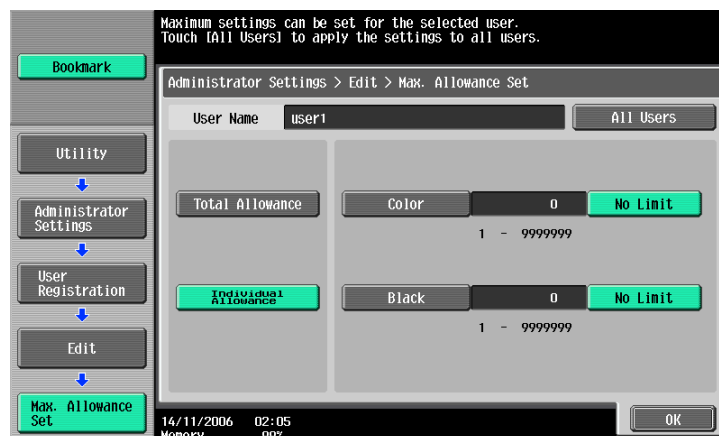 Maximum settings can be set for the selected user.
Touch [All Users] to apply the settings to all users.
Bookmark
Administrator Settings > Edit > Max. Allowance Set
User Name user1 All Users
Utility
Administrator
Settings
User
Registration
Edit
Max. Allowance
Set
Total Allowance
Color 0 No Limit
1 - 9999999
Individual
Allowance
Black 0 No Limit
1 - 9999999
14/11/2006 02:05
Memory 99%
OK